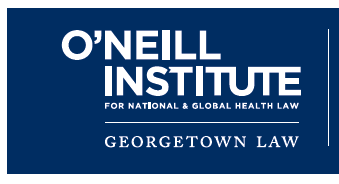 O'NEILL
INSTITUTE
FOR NATIONAL & GLOBAL HEALTH LAW
GEORGETOWN LAW